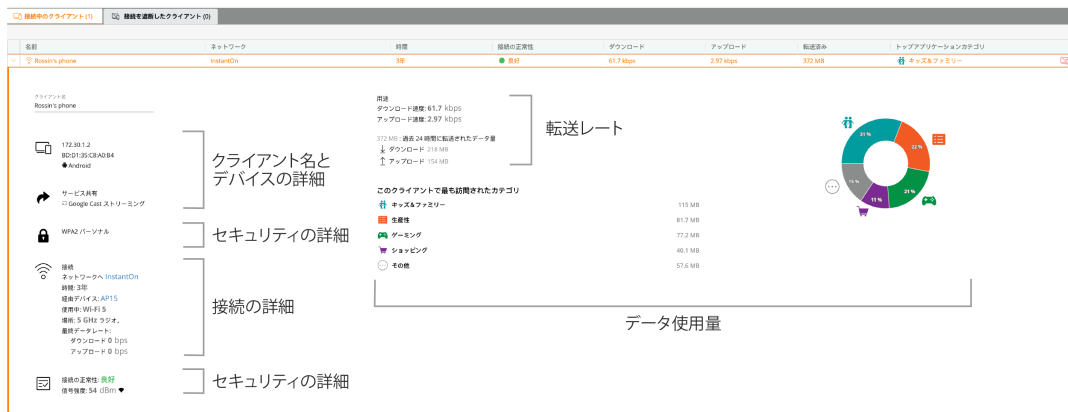 接続中のクライアント (1)
接続を遮断したクライアント (0)
名前 ネットワーク 時間 接続の正常性 ダウンロード アップロード 転送済み トップアプリケーションカテゴリ
Rossin's phone InstantOn 3年 良好 61.7 kbps 2.97 kbps 372 MB キッズ&ファミリー
クライアント名
Rossin's phone
172.30.1.2
BD:D1:35:C8:A0:B4
Android
サービス共有
Google Cast ストリーミング
クライアント名と
デバイスの詳細
WPA2 パーソナル
セキュリティの詳細
接続
ネットワークへ InstantOn
時間: 3年
経由デバイス: AP15
使用中: Wi-Fi 5
場所: 5 GHz ラジオ。
最終データレート:
ダウンロード 0 bps
アップロード 0 bps
接続の詳細
接続の正常性: 良好
信号強度: 54 dBm
セキュリティの詳細
用途
ダウンロード速度: 61.7 kbps
アップロード速度: 2.97 kbps
372 MB : 過去 24 時間に転送されたデータ量
ダウンロード 218 MB
アップロード 154 MB
転送レート
このクライアントで最も訪問されたカテゴリ
キッズ&ファミリー 115 MB
生産性 81.7 MB
ゲーミング 77.2 MB
ショッピング 40.1 MB
その他 57.6 MB
31 %
22 %
21 %
11 %
15 %
データ使用量